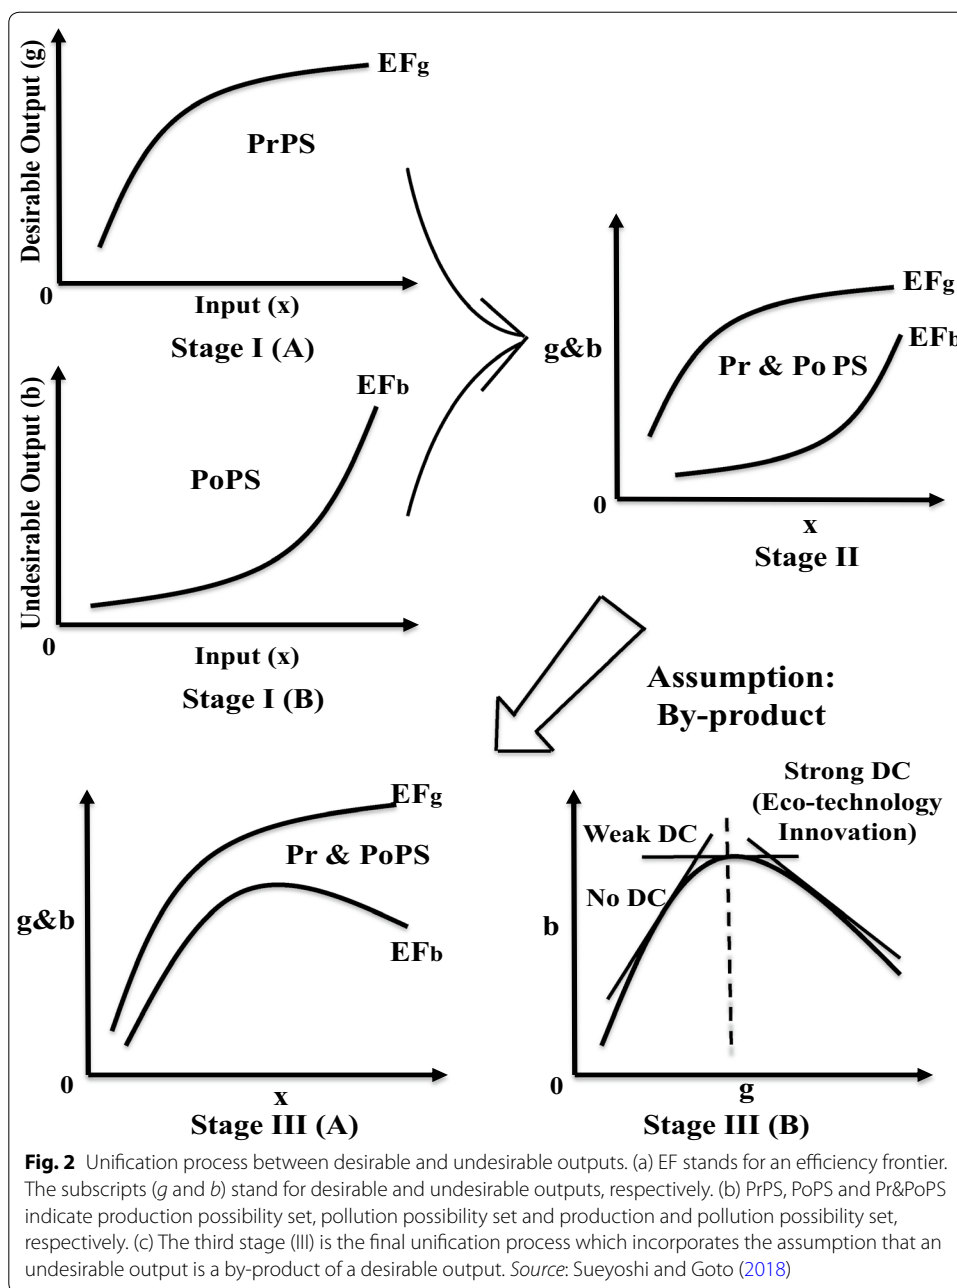 Desirable Output (g)
EFg
PrPS
0
Input (x)
Stage I (A)
Undesirable Output (b)
EFb
PoPS
0
Input (x)
Stage I (B)
g&b
EFg
EFb
Pr & Po PS
0
x
Stage II
Assumption:
By-product
EFg
Pr & PoPS
g&b
EFb
0
x
Stage III (A)
Strong DC
(Eco-technology
Innovation)
Weak DC
No DC
b
0
g
Stage III (B)
Fig. 2 Unification process between desirable and undesirable outputs. (a) EF stands for an efficiency frontier.
The subscripts (g and b) stand for desirable and undesirable outputs, respectively. (b) PrPS, PoPS and Pr&PoPS
indicate production possibility set, pollution possibility set and production and pollution possibility set,
respectively. (c) The third stage (III) is the final unification process which incorporates the assumption that an
undesirable output is a by-product of a desirable output. Source: Sueyoshi and Goto (2018)